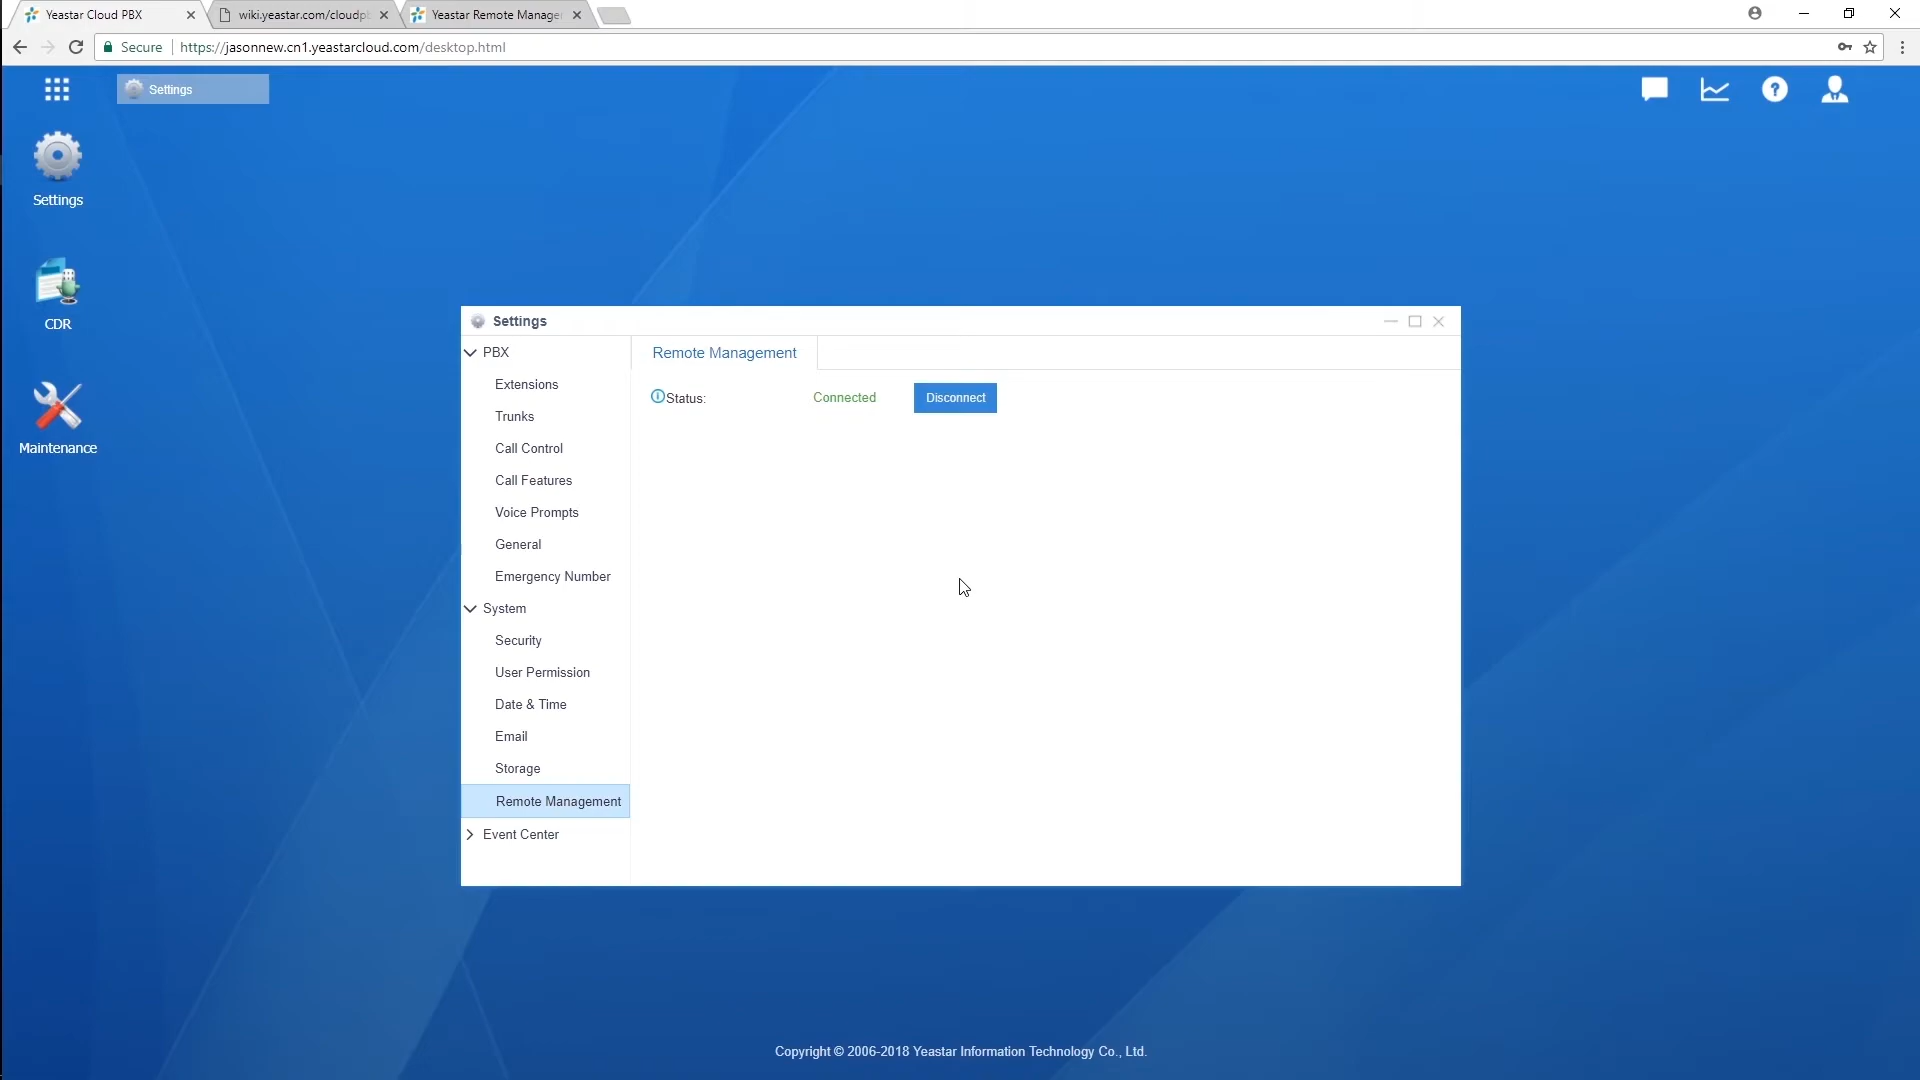 Yeastar Cloud PBX
wiki.yeastar.com/cloudp
Yeastar Remote Manage
Secure
https://jasonnew.cn1.yeastarcloud.com/desktop.html
Settings
?
Settings
CDR
Maintenance
Settings
PBX
Extensions
Trunks
Call Control
Call Features
Voice Prompts
General
Emergency Number
System
Security
User Permission
Date & Time
Email
Storage
Remote Management
Event Center
Remote Management
Status:
Connected
Disconnect
Copyright © 2006-2018 Yeastar Information Technology Co., Ltd.